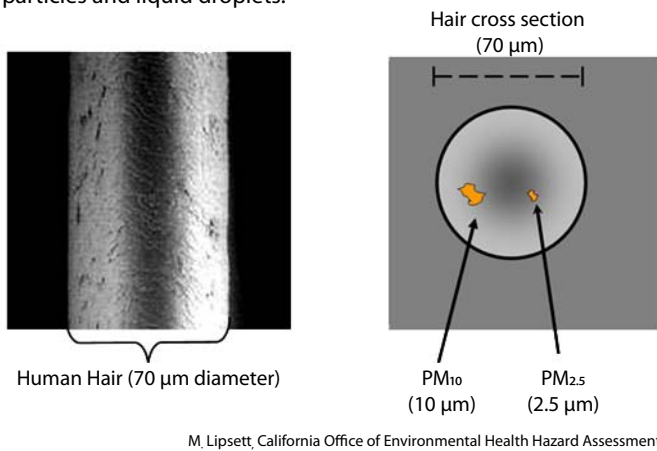 particles and liquid droplets.
Hair cross section
(70 µm)
Human Hair (70 µm diameter)
PM10
(10 µm)
PM2.5
(2.5 µm)
M. Lipsett, California Office of Environmental Health Hazard Assessment